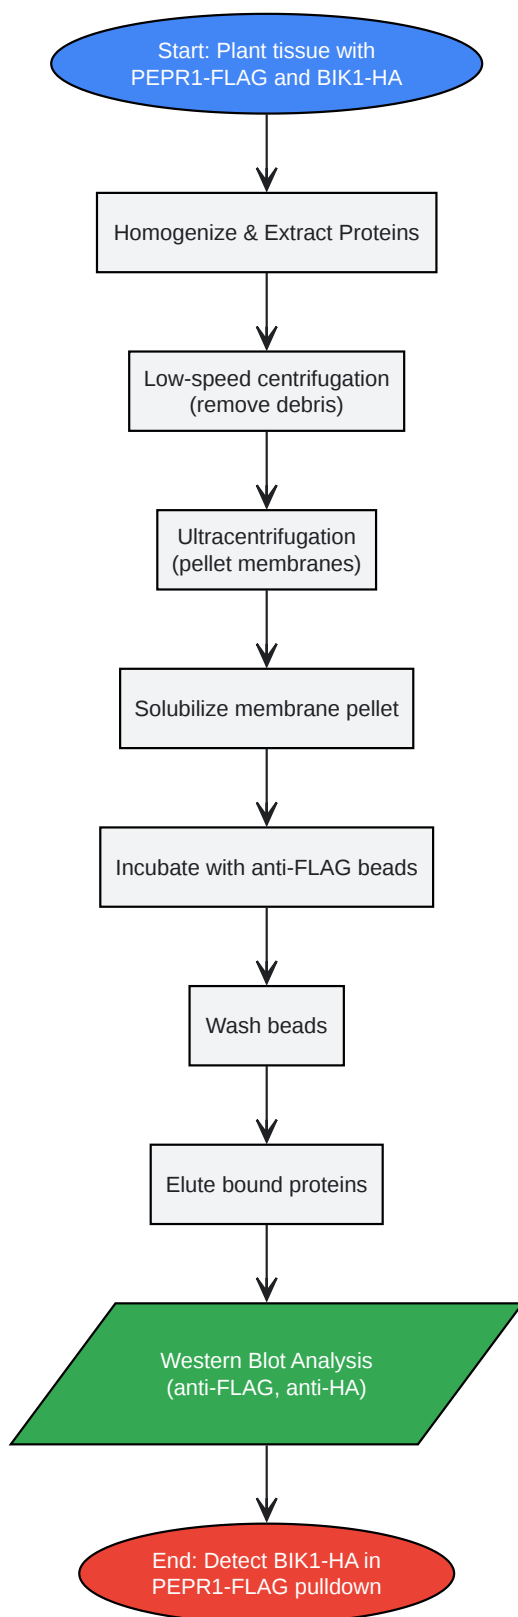 Start: Plant tissue with
PEPR1-FLAG and BIK1-HA
Homogenize & Extract Proteins
Low-speed centrifugation
(remove debris)
Ultracentrifugation
(pellet membranes)
Solubilize membrane pellet
Incubate with anti-FLAG beads
Wash beads
Elute bound proteins
Western Blot Analysis
(anti-FLAG, anti-HA)
End: Detect BIK1-HA in
PEPR1-FLAG pulldown